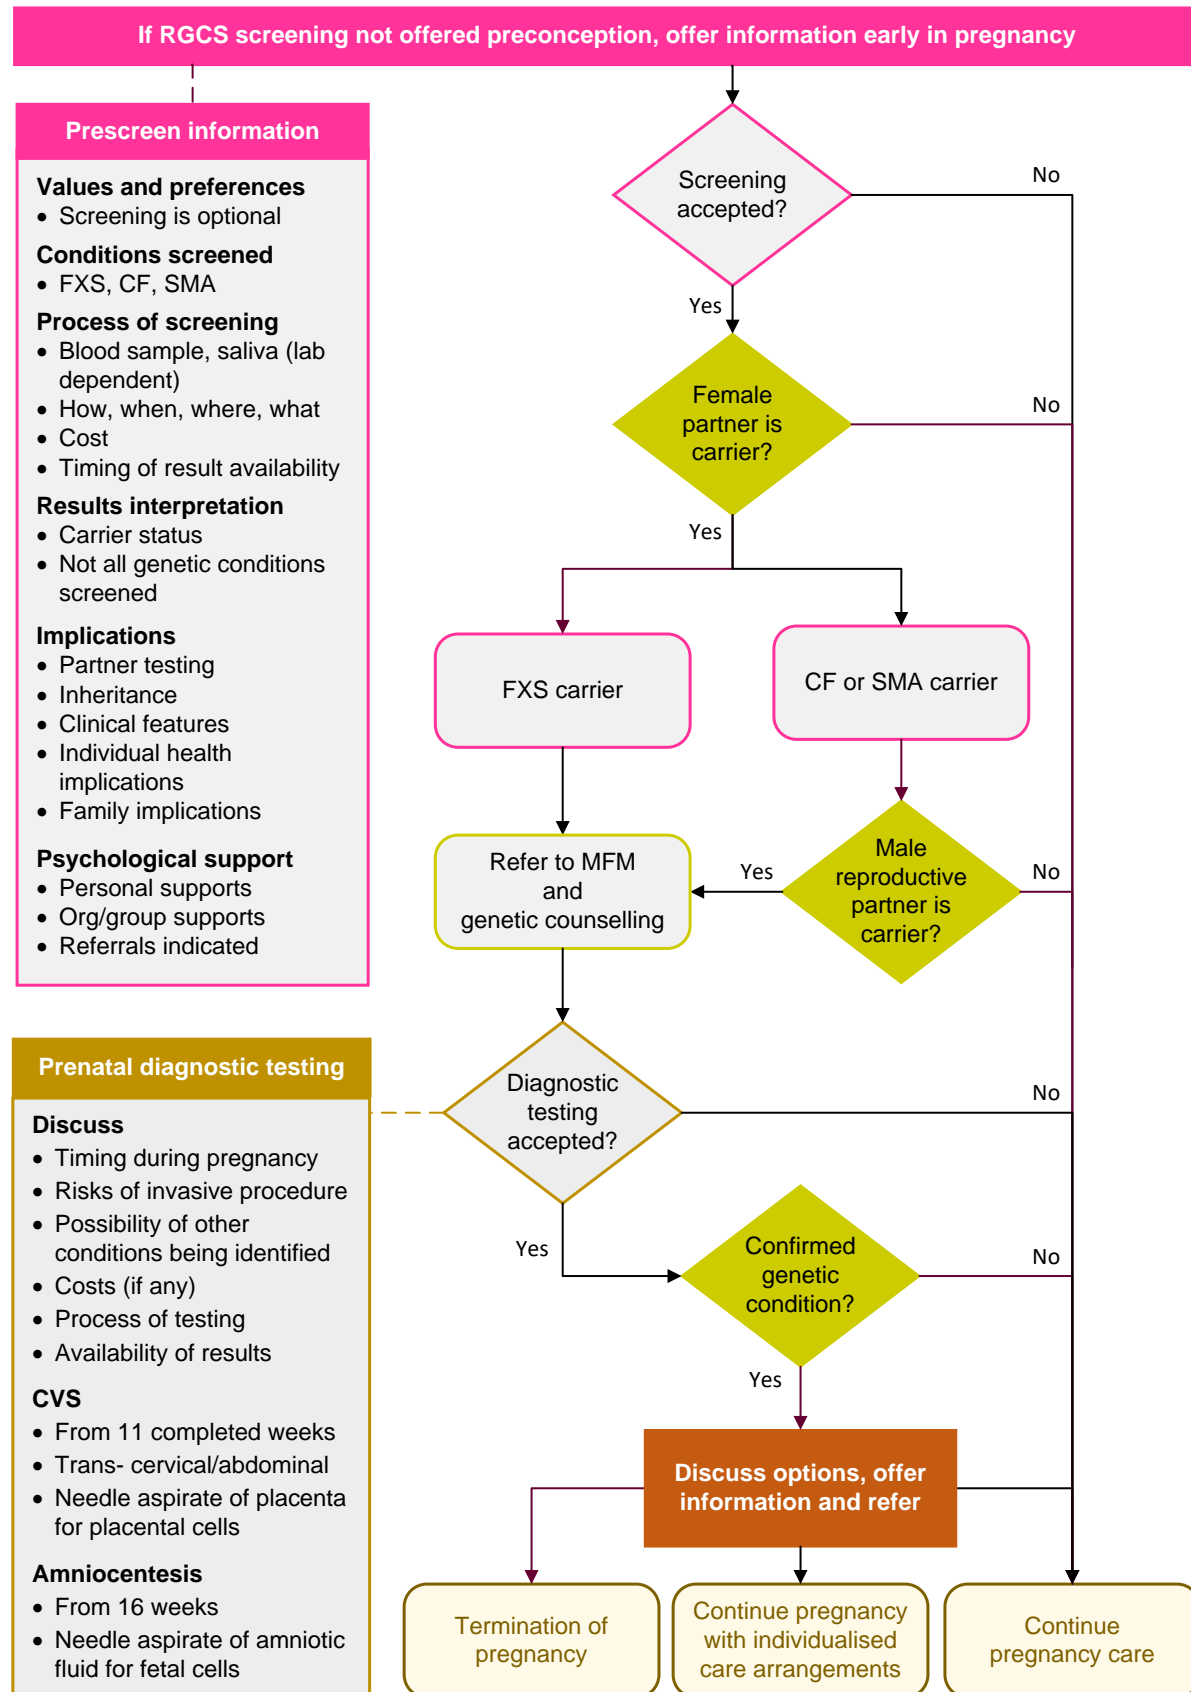 If RGCS screening not offered preconception, offer information early in pregnancy
Prescreen information
Values and preferences
• Screening is optional
Conditions screened
• FXS, CF, SMA
Process of screening
• Blood sample, saliva (lab
dependent)
• How, when, where, what
• Cost
• Timing of result availability
Results interpretation
• Carrier status
• Not all genetic conditions
screened
Implications
• Partner testing
• Inheritance
• Clinical features
• Individual health
implications
• Family implications
Psychological support
• Personal supports
• Org/group supports
• Referrals indicated
Screening
accepted?
No
Yes
Female
partner is
carrier?
No
Yes
FXS carrier
CF or SMA carrier
Refer to MFM
and
genetic counselling
Yes
Male
reproductive
partner is
carrier?
No
Prenatal diagnostic testing
Discuss
• Timing during pregnancy
• Risks of invasive procedure
• Possibility of other
conditions being identified
• Costs (if any)
• Process of testing
• Availability of results
CVS
• From 11 completed weeks
• Trans- cervical/abdominal
• Needle aspirate of placenta
for placental cells
Amniocentesis
• From 16 weeks
• Needle aspirate of amniotic
fluid for fetal cells
Diagnostic
testing
accepted?
No
Yes
Confirmed
genetic
condition?
No
Yes
Discuss options, offer
information and refer
Termination of
pregnancy
Continue pregnancy
with individualised
care arrangements
Continue
pregnancy care